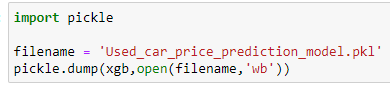 import pickle
filename = 'Used_car_price_prediction_model.pkl'
pickle.dump(xgb,open(filename,'wb'))